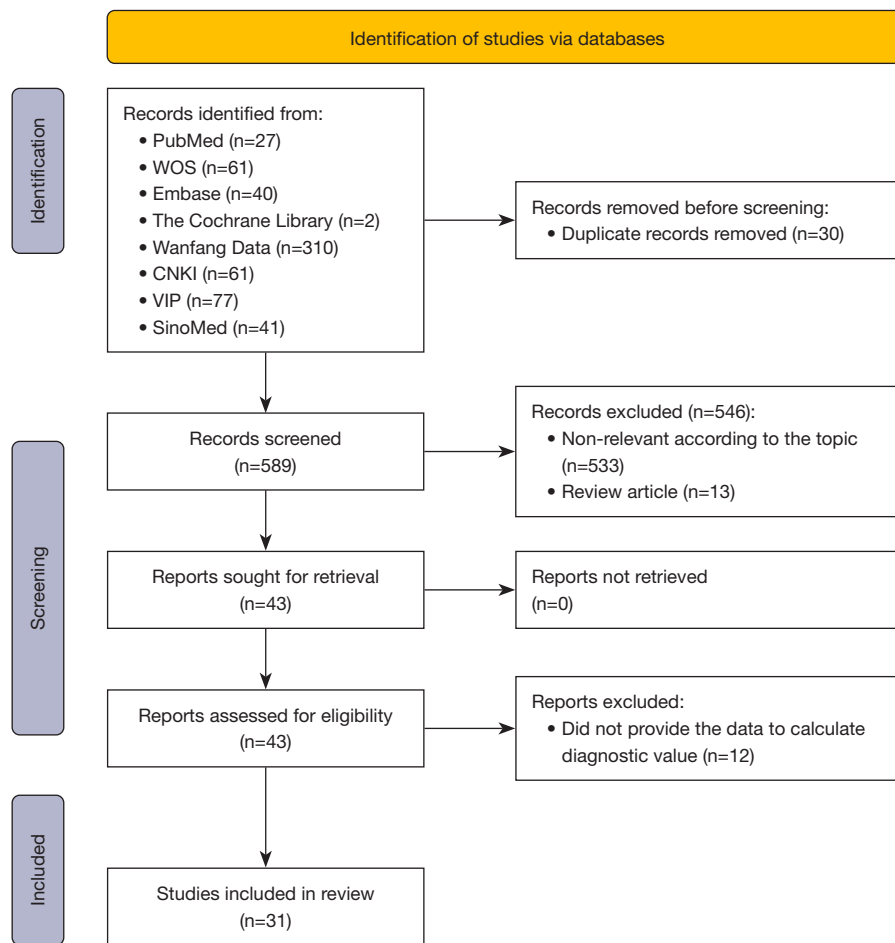 Identification of studies via databases
Identification
Records identified from:
• PubMed (n=27)
• WOS (n=61)
• Embase (n=40)
• The Cochrane Library (n=2)
• Wanfang Data (n=310)
• CNKI (n=61)
• VIP (n=77)
• SinoMed (n=41)
Records removed before screening:
• Duplicate records removed (n=30)
Screening
Records screened
(n=589)
Records excluded (n=546):
• Non-relevant according to the topic
(n=533)
• Review article (n=13)
Reports sought for retrieval
(n=43)
Reports not retrieved
(n=0)
Reports assessed for eligibility
(n=43)
Reports excluded:
• Did not provide the data to calculate
diagnostic value (n=12)
Included
Studies included in review
(n=31)